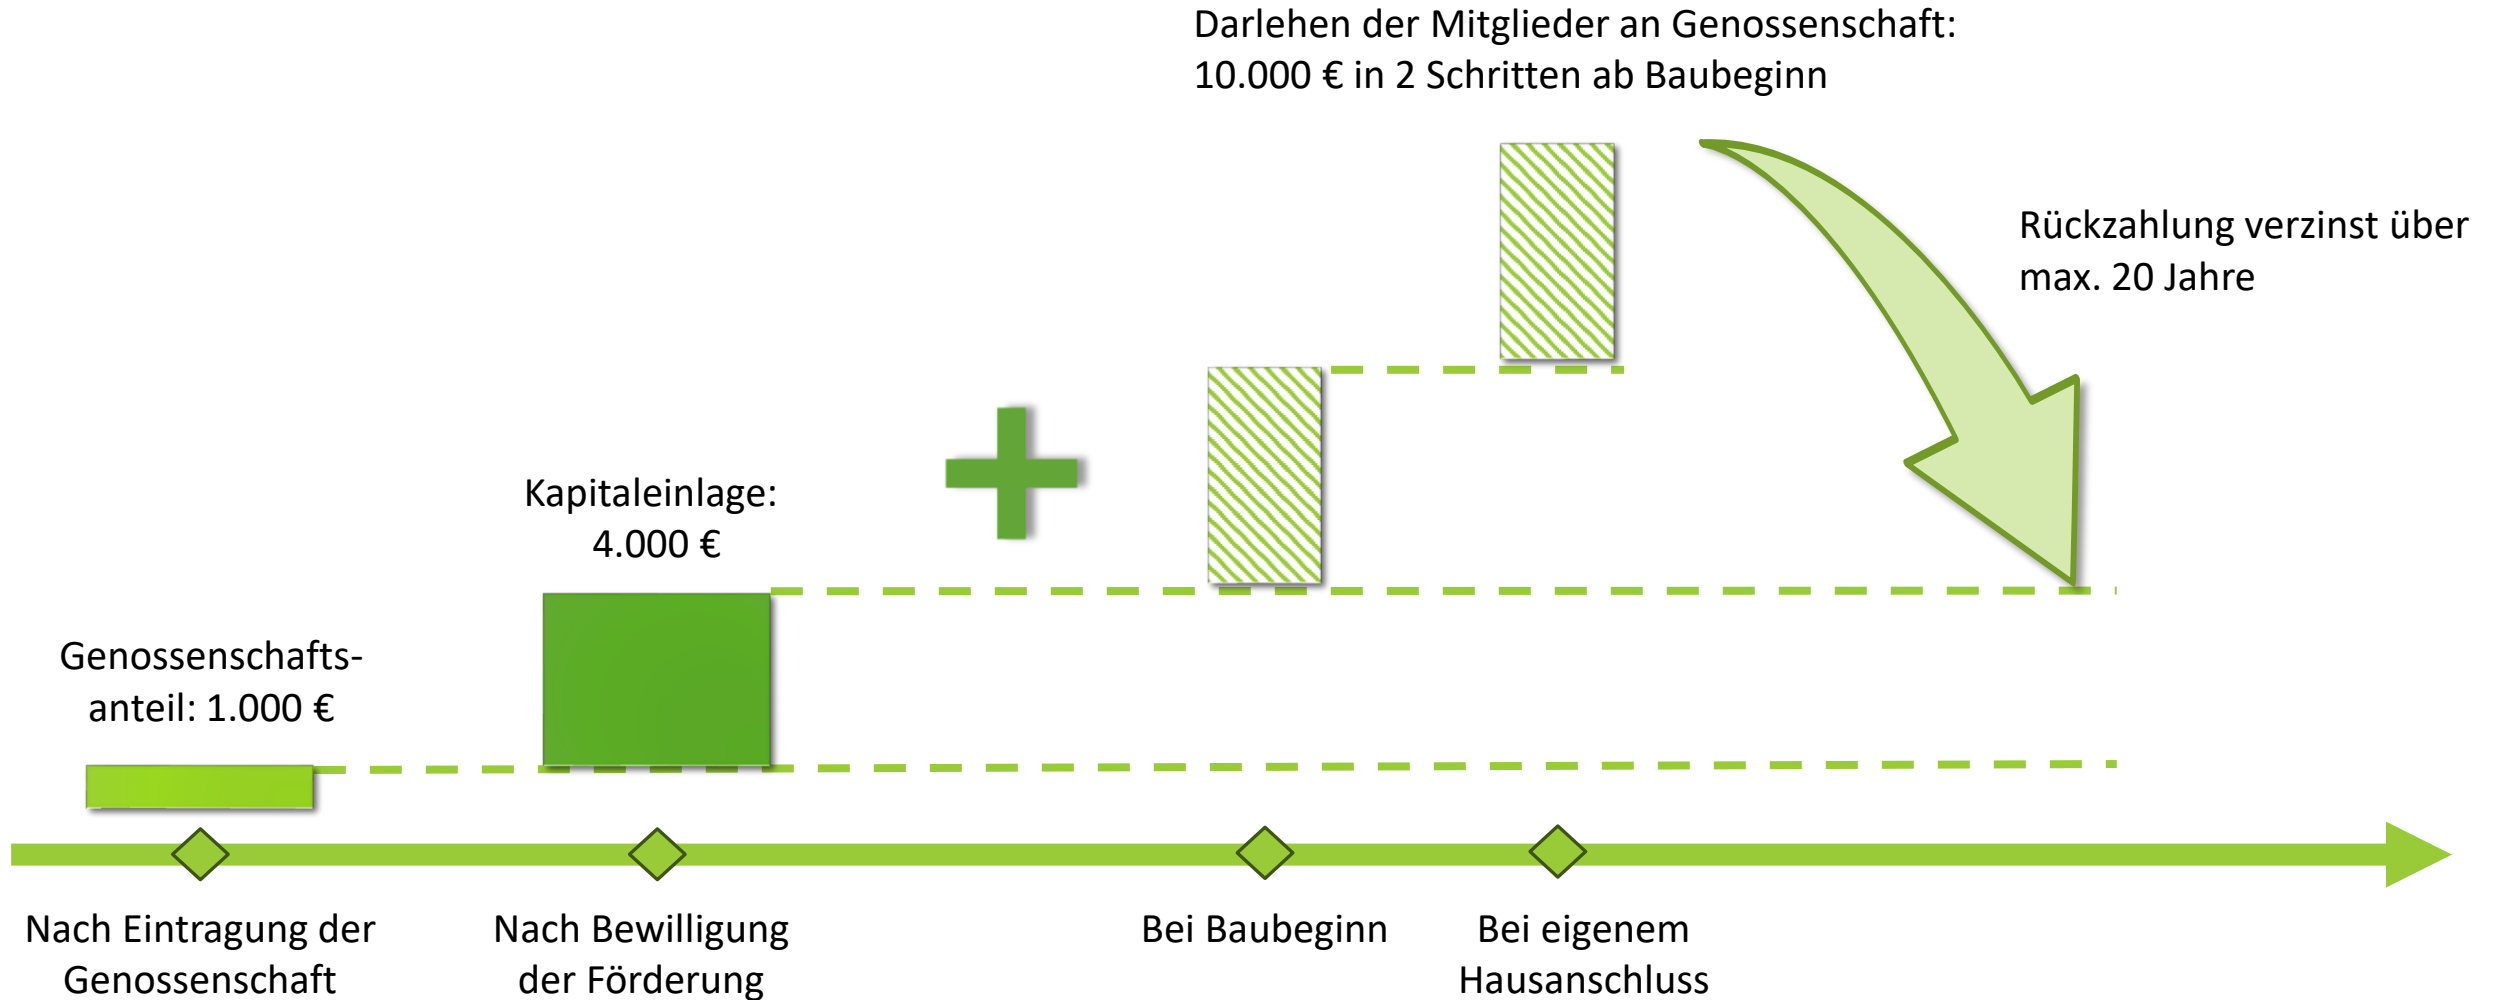 Darlehen der Mitglieder an Genossenschaft:
10.000 € in 2 Schritten ab Baubeginn
Rückzahlung verzinst über
max. 20 Jahre
Kapitaleinlage:
4.000 €
Genossenschafts-
anteil: 1.000 €
Nach Eintragung der
Genossenschaft
Nach Bewilligung
der Förderung
Bei Baubeginn
Bei eigenem
Hausanschluss